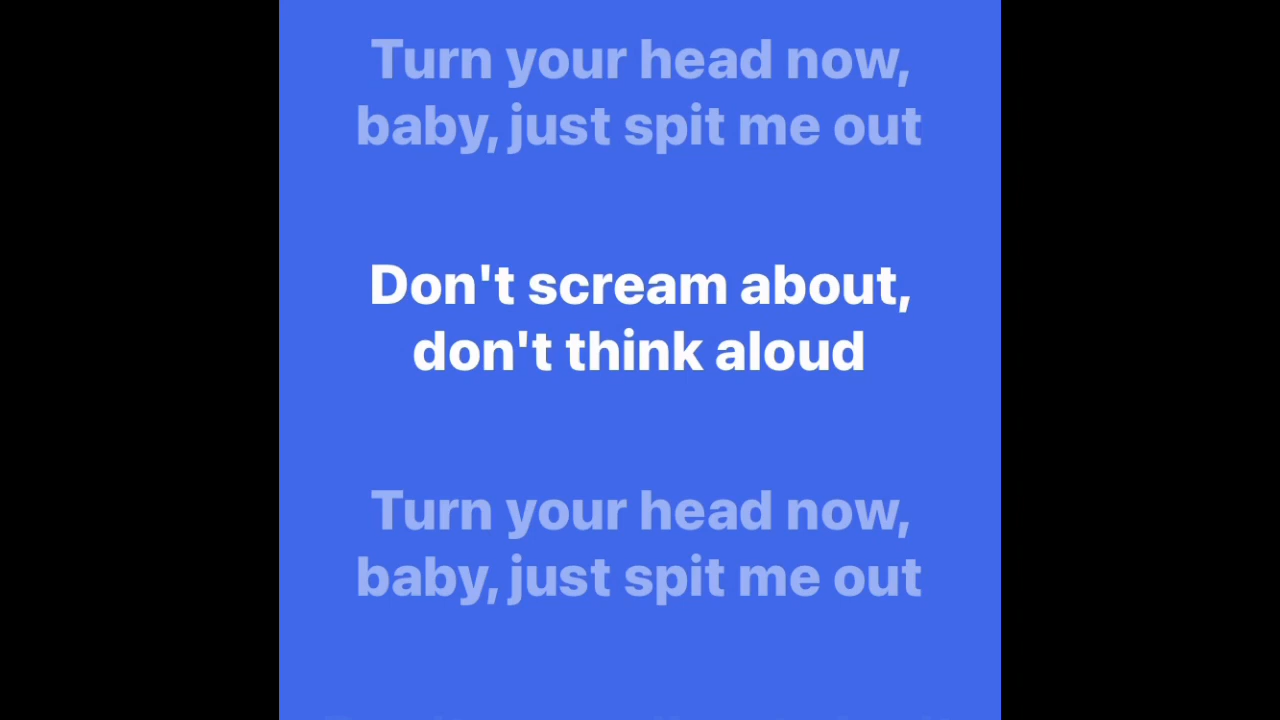 Turn your head now,
baby, just spit me out
Don't scream about,
don't think aloud
Turn your head now,
baby, just spit me out